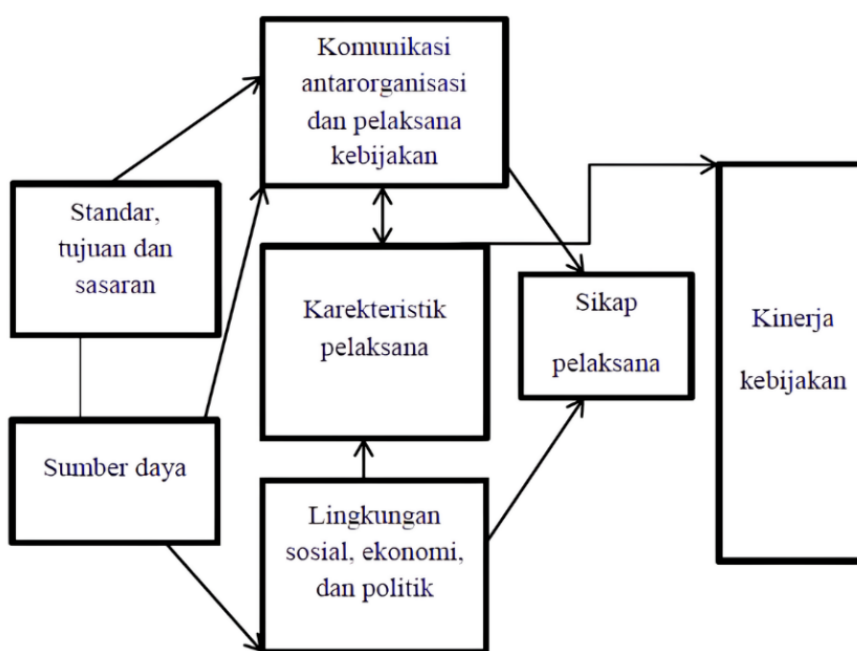 Komunikasi
antarorganisasi
dan pelaksana
kebijakan
Standar,
tujuan dan
sasaran
Karekteristik
pelaksana
Sikap
pelaksana
Kinerja
kebijakan
Sumber daya
Lingkungan
sosial, ekonomi,
dan politik